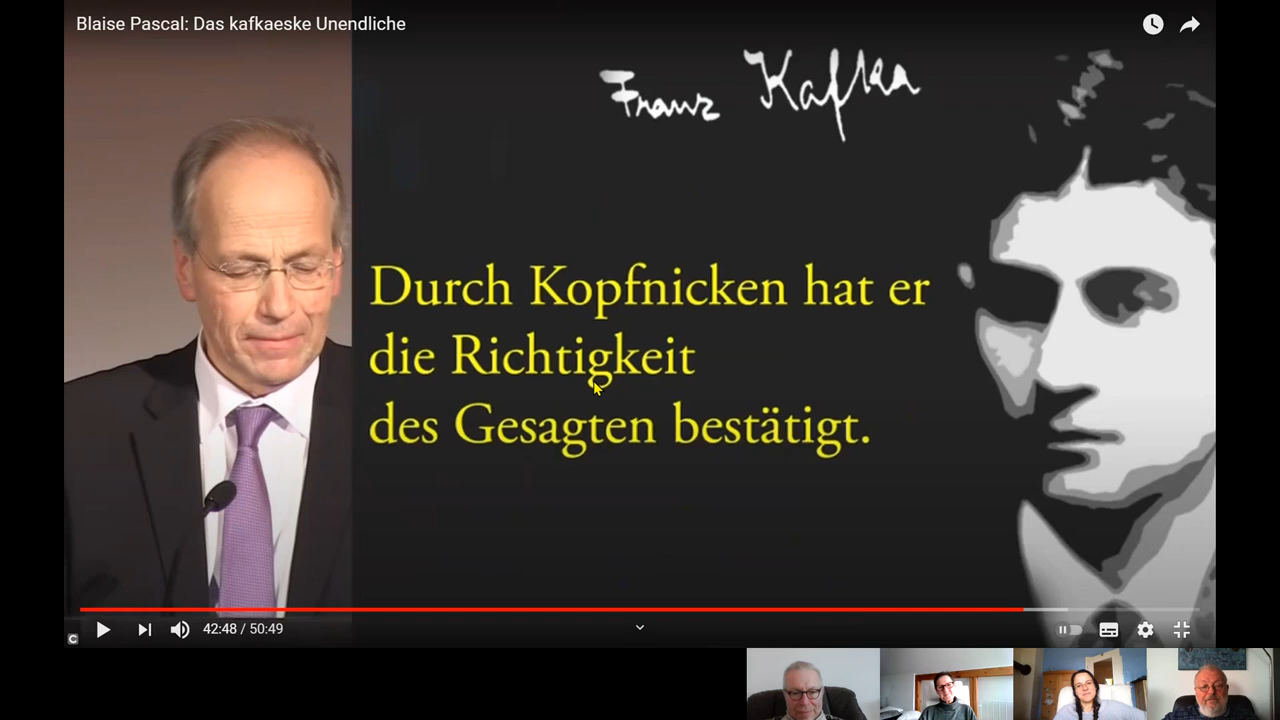 Blaise Pascal: Das kafkaeske Unendliche
Franz Kafka
Durch Kopfnicken hat er
die Richtigkeit
des Gesagten bestätigt.
42:48 / 50:49
C